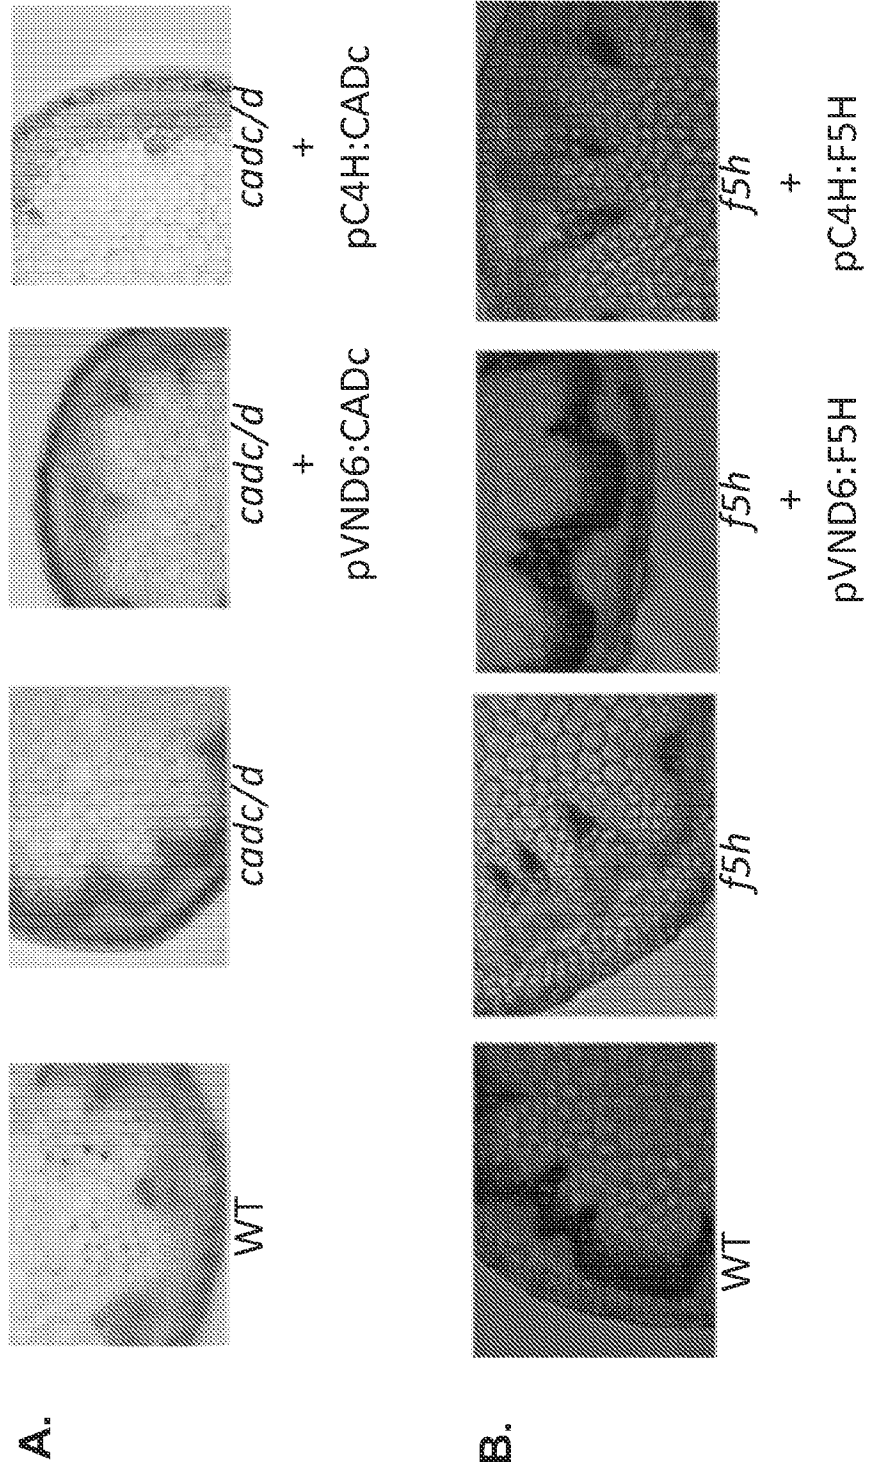 A.
WT
cadc/d
cadc/d
+
pVND6:CADc
cadc/d
+
pC4H:CADc
B.
WT
f5h
f5h
+
pVND6:F5H
f5h
+
pC4H:F5H